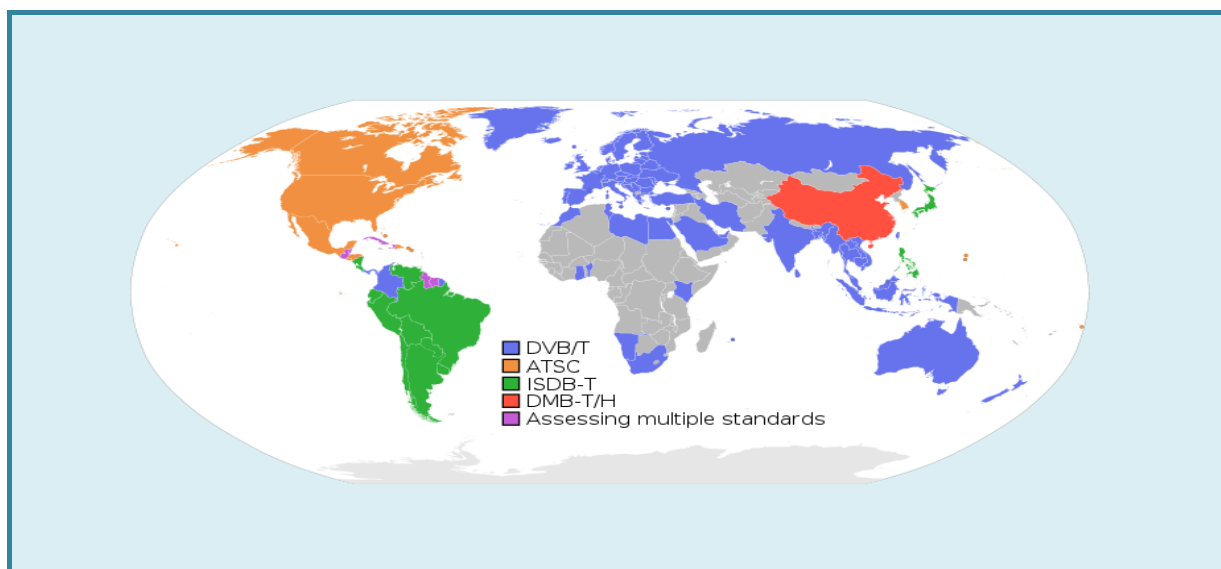 DVB/T
ATSC
ISDB-T
DMB-T/H
Assessing multiple standards